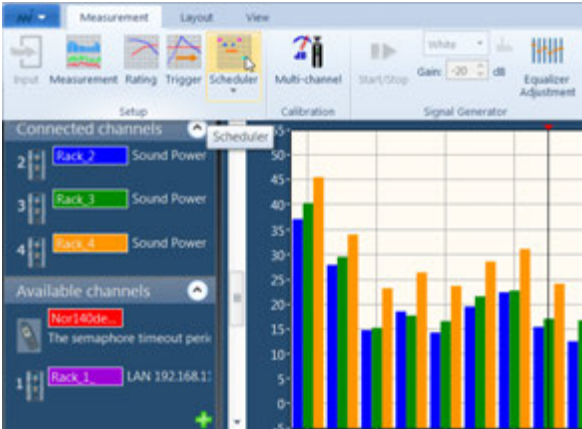 Measurement Layout View
Input Measurement Rating Trigger Scheduler Multi-channel Start/Stop White Gain: -20 dB Equalizer Adjustment
Setup Calibration Signal Generator
Scheduler
Connected channels
2 Rack_2 Sound Power
3 Rack_3 Sound Power
4 Rack_4 Sound Power
Available channels
Nor140de...
The semaphore timeout peri
1 Rack_1_ LAN 192.168.1
55
50
45
40
35
30
25
20
15
10
5
0
-5